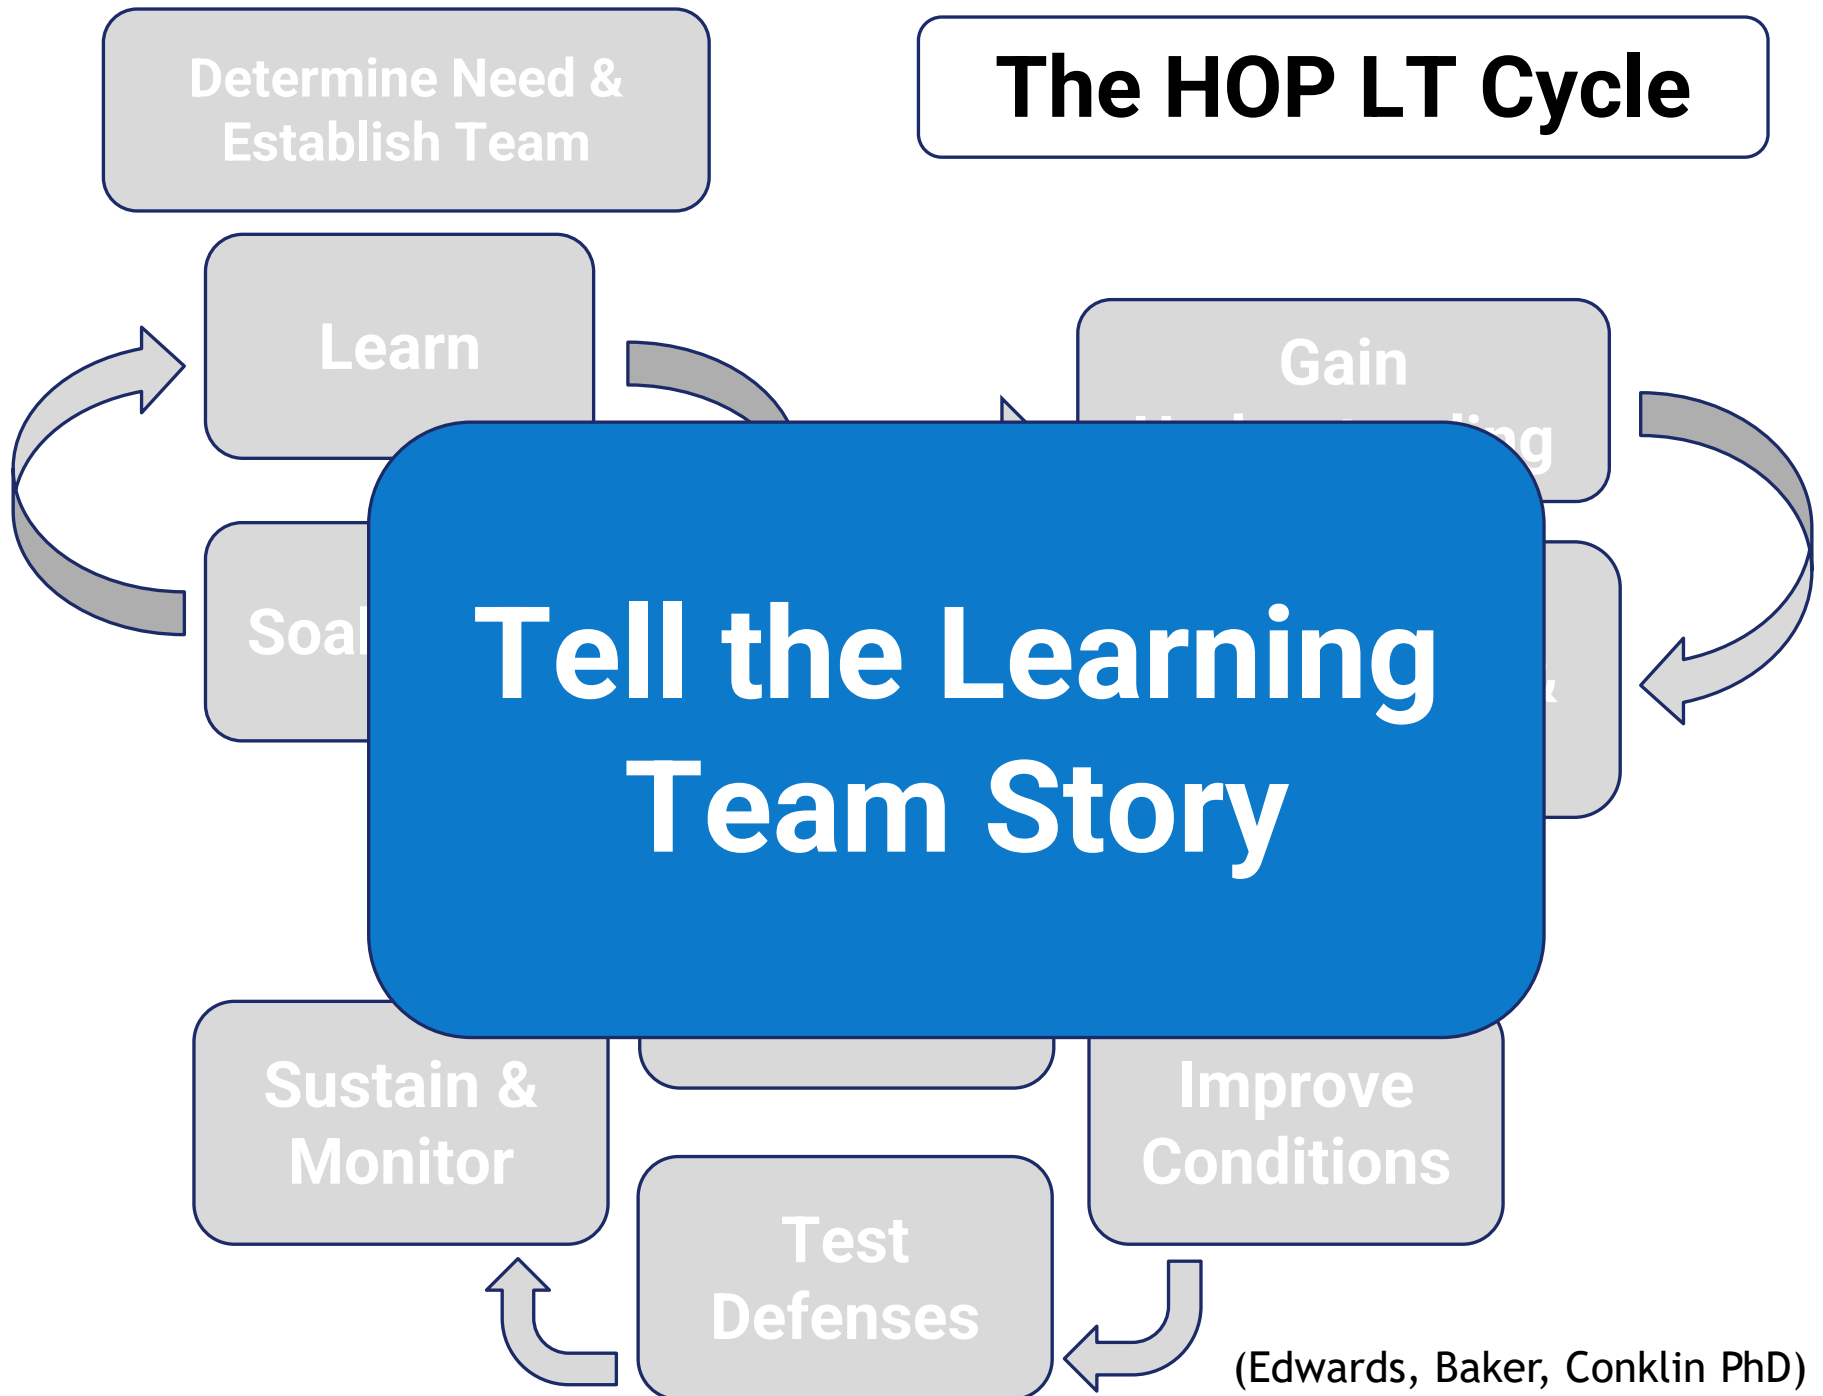 Determine Need &
Establish Team
The HOP LT Cycle
Learn
Gain
Tell the Learning
Team Story
&
Sustain &
Monitor
Improve
Conditions
Test
Defenses
(Edwards, Baker, Conklin PhD)